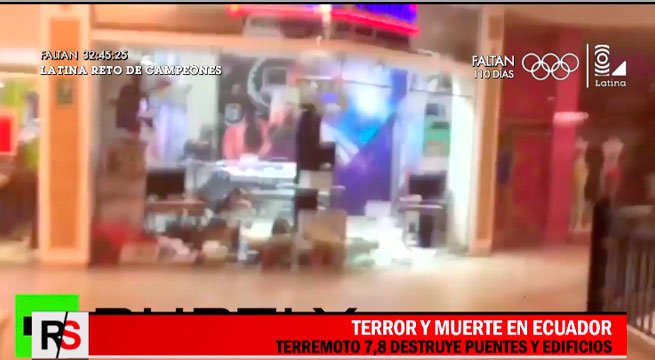 FALTAN 32:45:25
LATINA RETO DE CAMPEONES
FALTAN
110 DÍAS
Latina
RS
TERROR Y MUERTE EN ECUADOR
TERREMOTO 7,8 DESTRUYE PUENTES Y EDIFICIOS